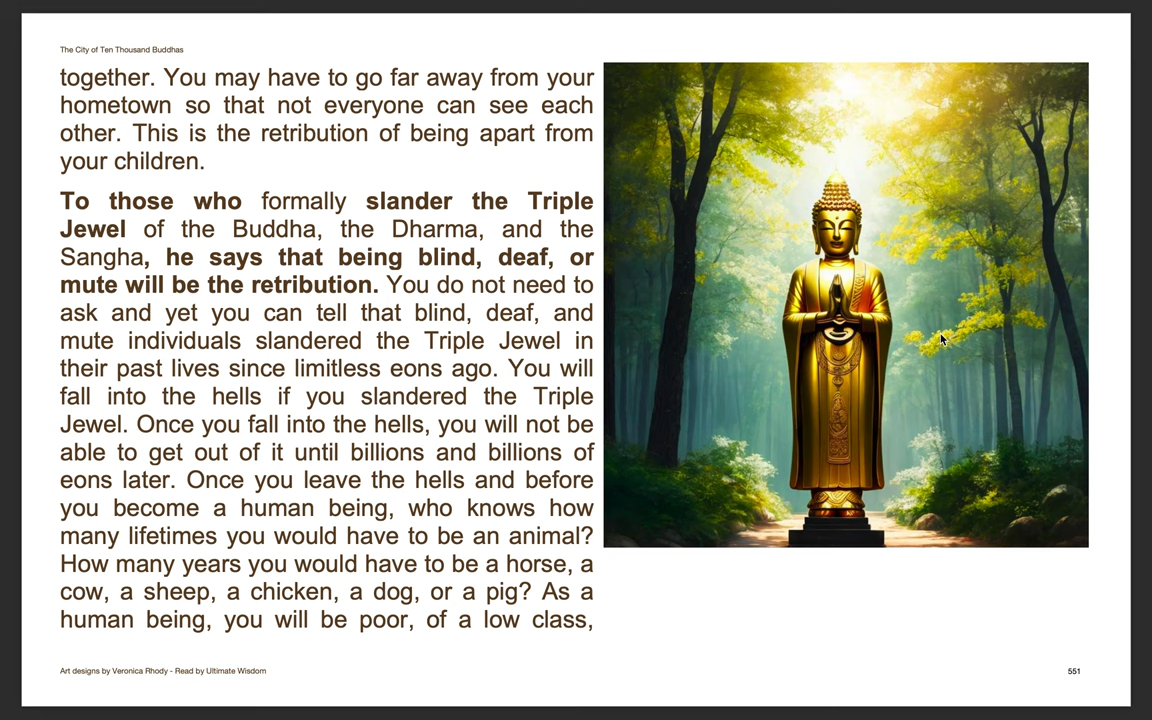 The City of Ten Thousand Buddhas
together. You may have to go far away from your
hometown so that not everyone can see each
other. This is the retribution of being apart from
your children.
To those who formally slander the Triple
Jewel of the Buddha, the Dharma, and the
Sangha, he says that being blind, deaf, or
mute will be the retribution. You do not need to
ask and yet you can tell that blind, deaf, and
mute individuals slandered the Triple Jewel in
their past lives since limitless eons ago. You will
fall into the hells if you slandered the Triple
Jewel. Once you fall into the hells, you will not be
able to get out of it until billions and billions of
eons later. Once you leave the hells and before
you become a human being, who knows how
many lifetimes you would have to be an animal?
How many years you would have to be a horse, a
cow, a sheep, a chicken, a dog, or a pig? As a
human being, you will be poor, of a low class,
Art designs by Veronica Rhody - Read by Ultimate Wisdom
551